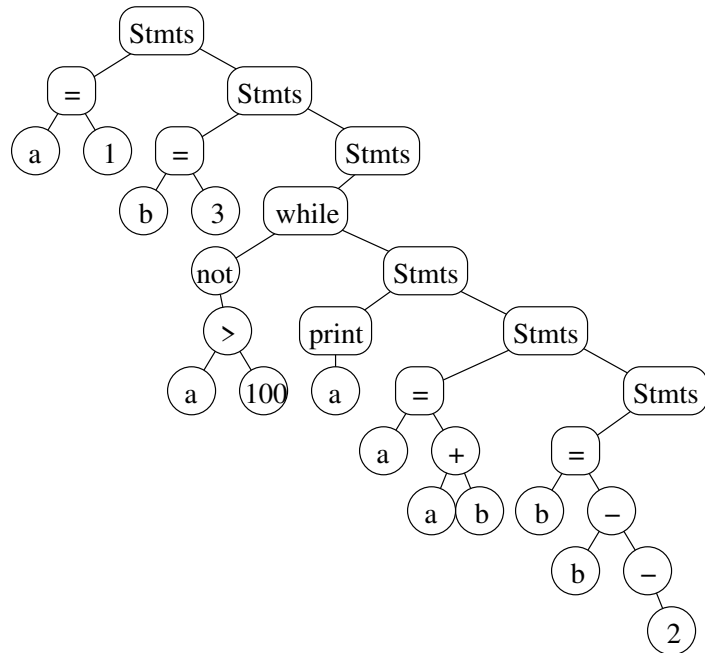 Stmts
=
Stmts
a
1
=
Stmts
b
3
while
not
Stmts
>
print
Stmts
a
100
a
=
Stmts
a
+
=
a
b
b
−
b
−
2